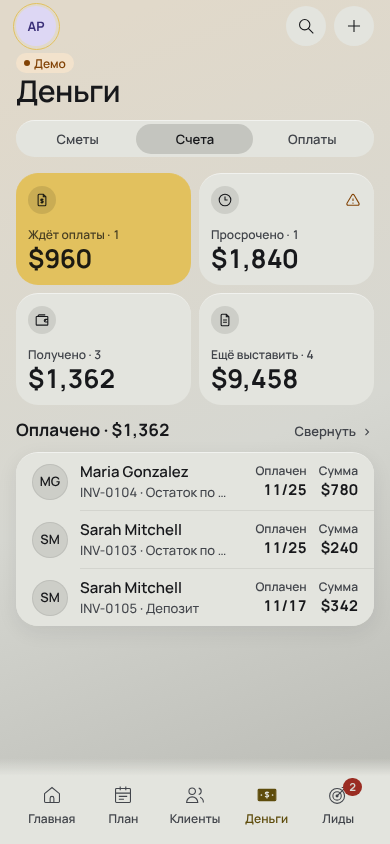 AP
Демо
Деньги
Сметы Счета Оплаты
Ждёт оплаты · 1 Просрочено · 1
$960 $1,840
Получено · 3 Ещё выставить · 4
$1,362 $9,458
Оплачено · $1,362 Свернуть
MG Maria Gonzalez Оплачен Сумма
INV-0104 · Остаток по ... 11/25 $780
SM Sarah Mitchell Оплачен Сумма
INV-0103 · Остаток по ... 11/25 $240
SM Sarah Mitchell Оплачен Сумма
INV-0105 · Депозит 11/17 $342
2
Главная План Клиенты Деньги Лиды